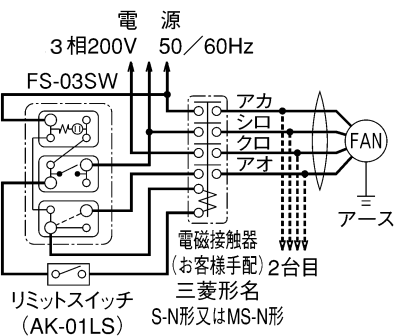 電　源
3相200V　50／60Hz
FS-03SW
アカ
シロ
クロ
アオ
FAN
アース
電磁接触器
(お客様手配)
2台目
三菱形名
S-N形又はMS-N形
リミットスイッチ
(AK-01LS)